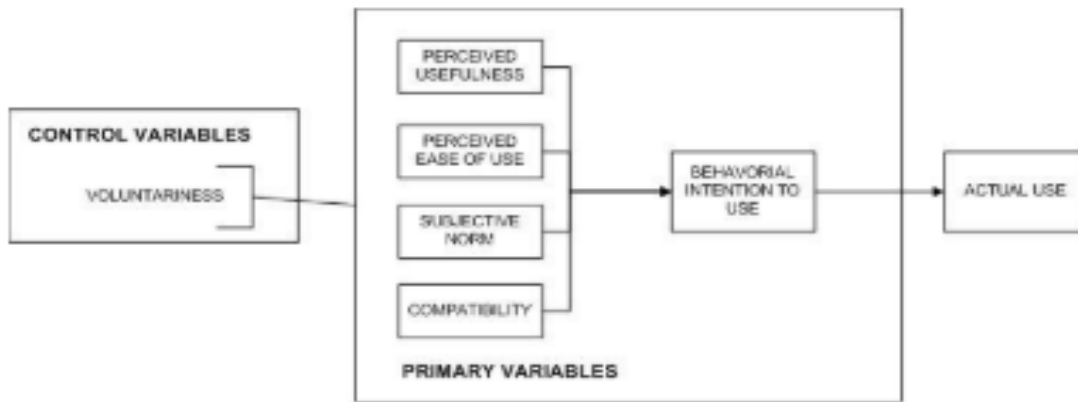 CONTROL VARIABLES
VOLUNTARINESS
PERCEIVED
USEFULNESS
PERCEIVED
EASE OF USE
SUBJECTIVE
NORM
COMPATIBILITY
PRIMARY VARIABLES
BEHAVORIAL
INTENTION TO
USE
ACTUAL USE